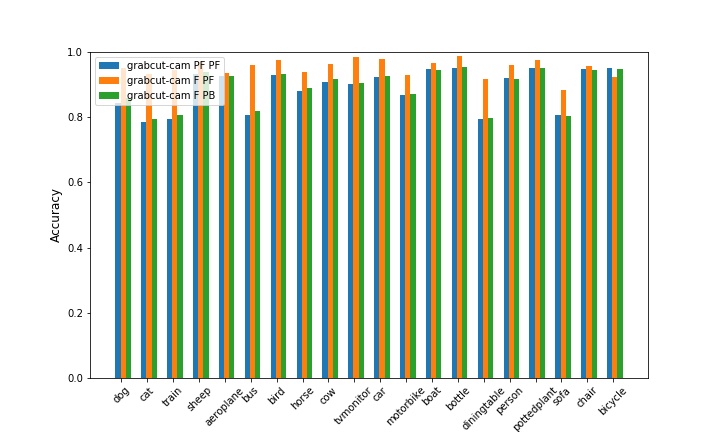 grabcut-cam PF PF
grabcut-cam F PF
grabcut-cam F PB
1.0
0.8
0.6
0.4
0.2
0.0
Accuracy
dog
cat
train
sheep
aeroplane
bus
bird
horse
cow
tvmonitor
car
motorbike
boat
bottle
diningtable
person
pottedplant
sofa
chair
bicycle